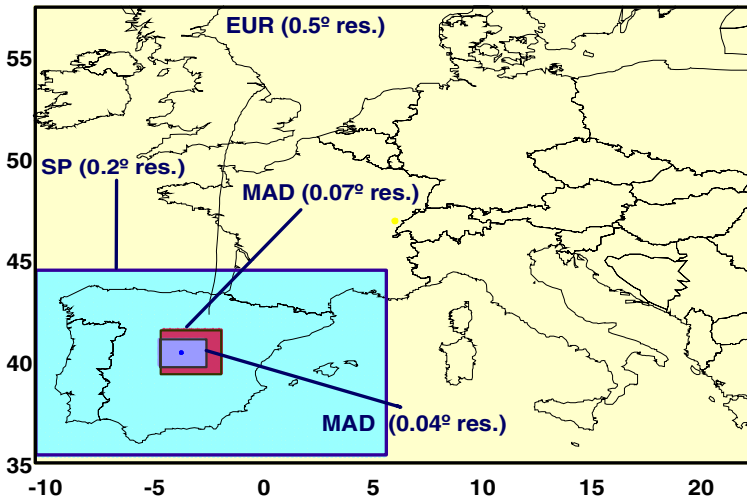 EUR (0.5º res.)
55
50
SP (0.2º res.)
MAD (0.07º res.)
45
40
MAD (0.04º res.)
35
-10 -5 0 5 10 15 20